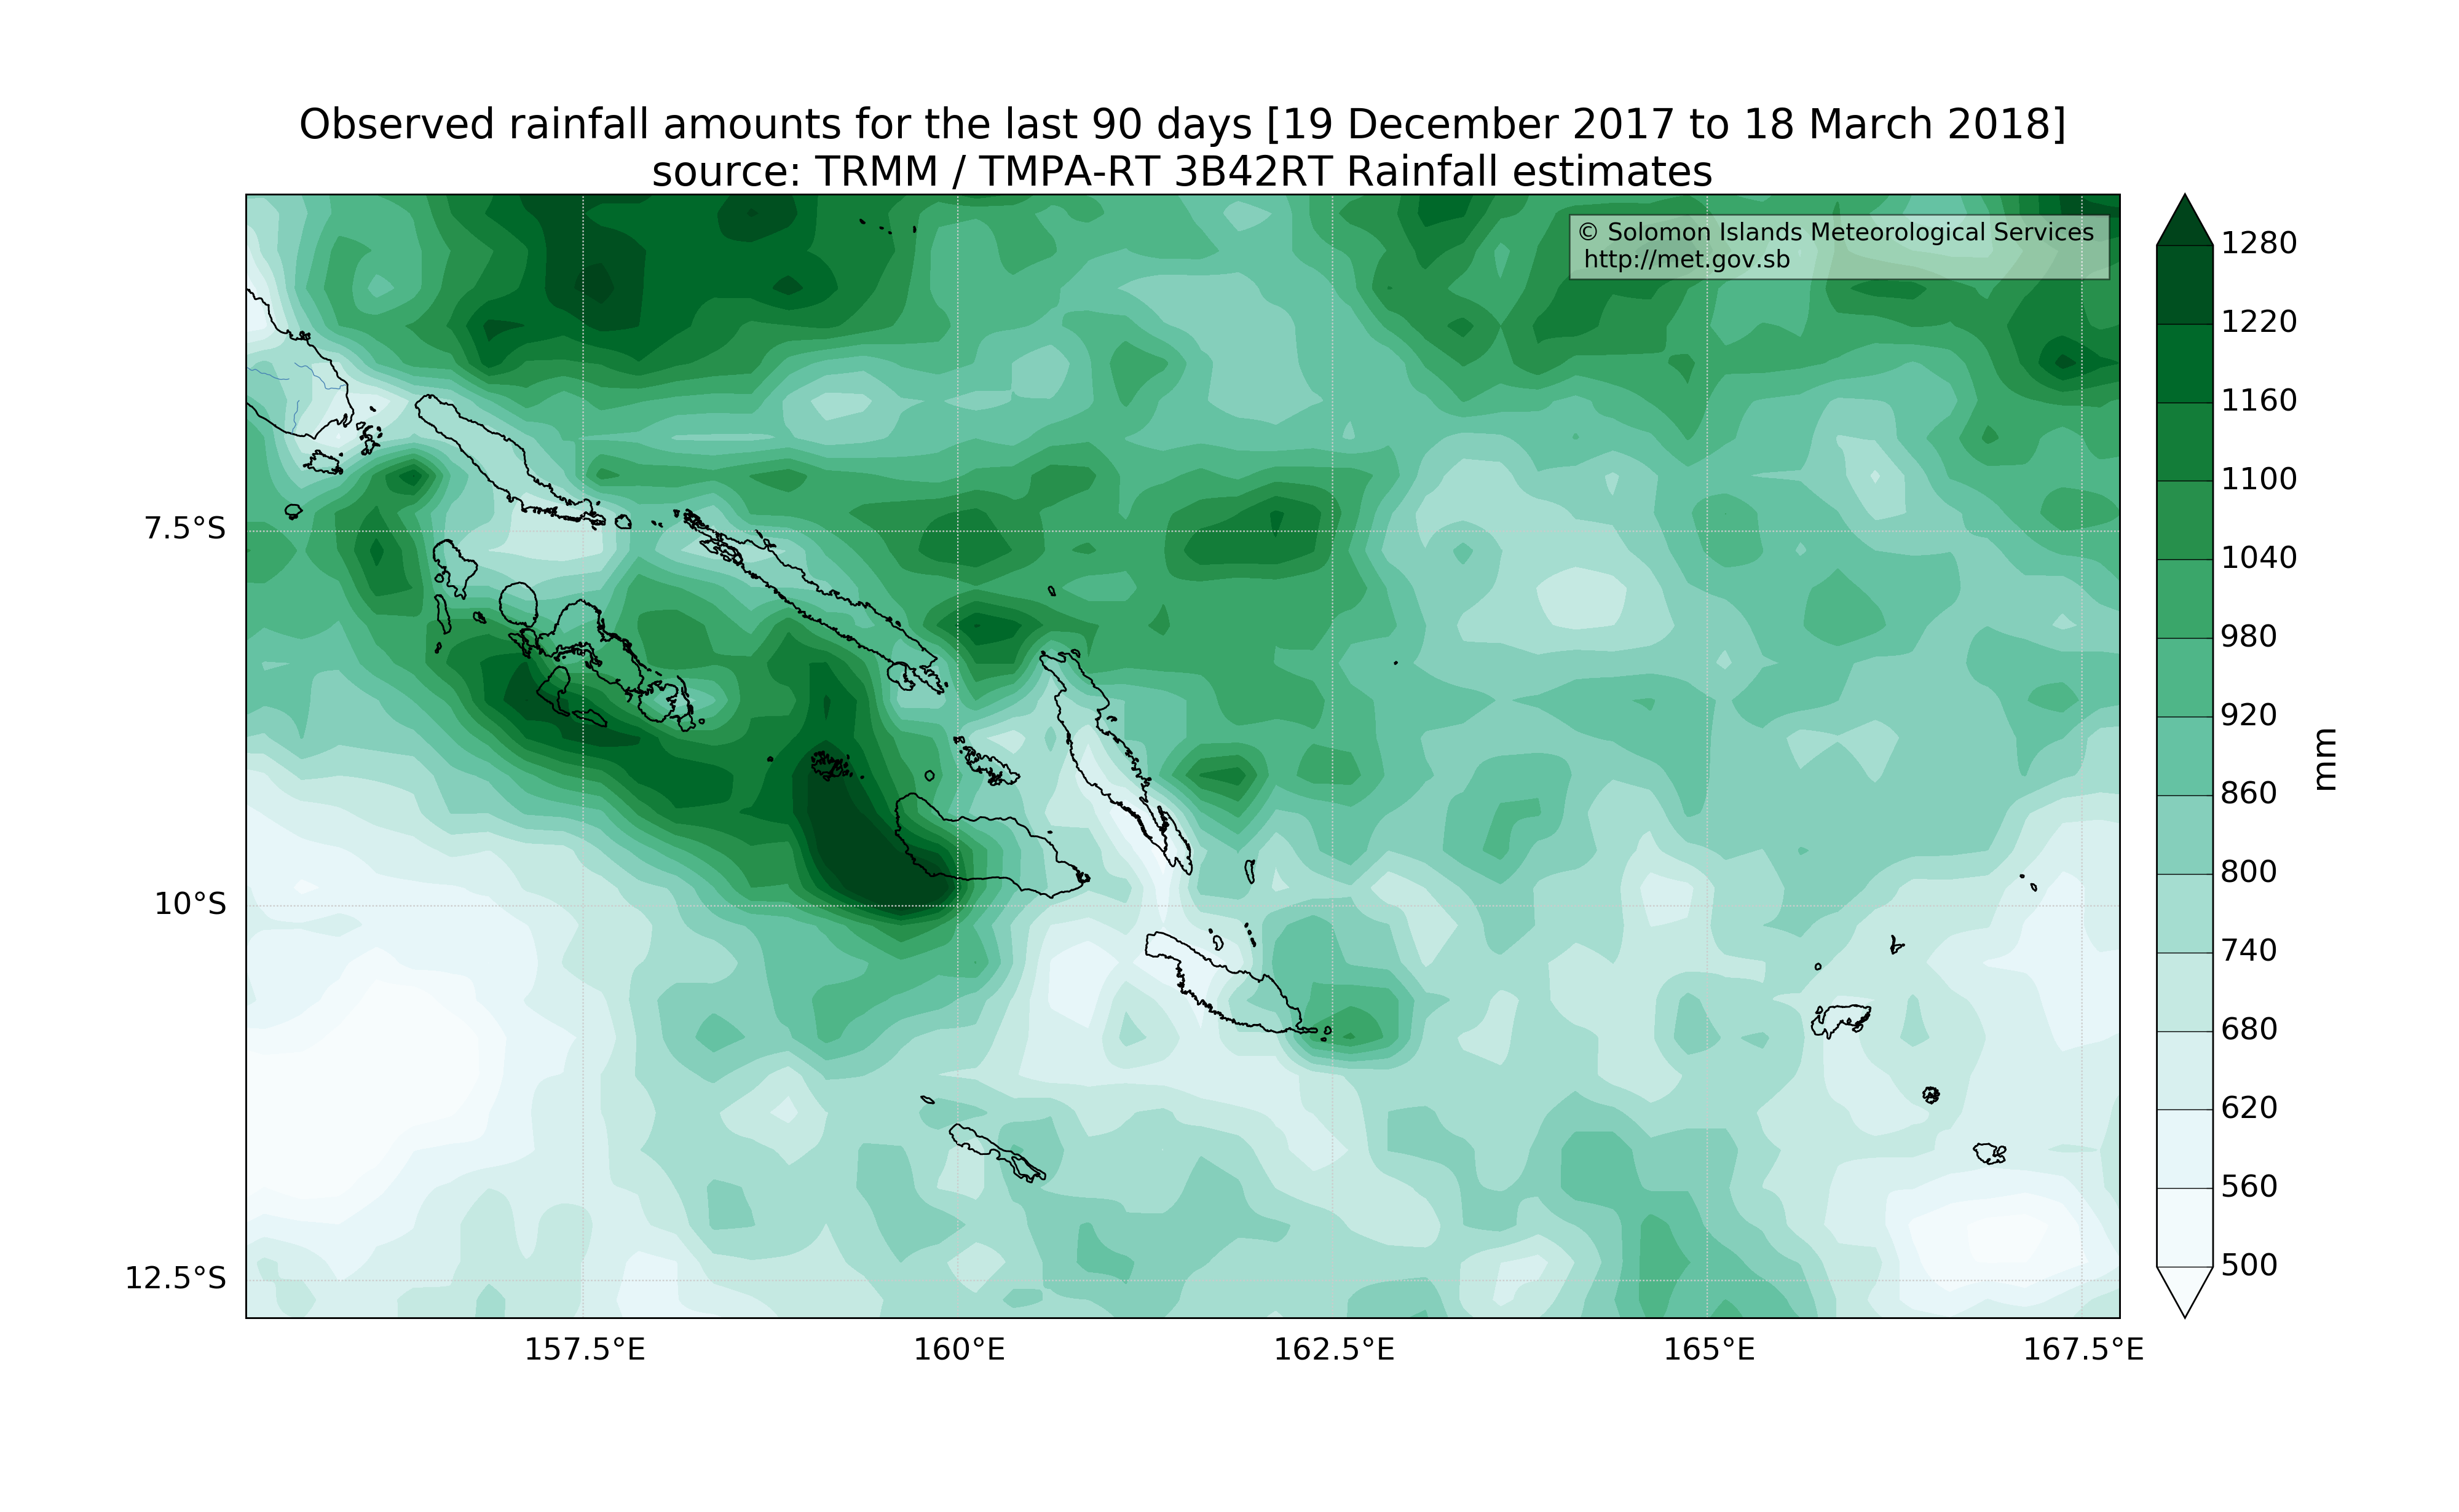 Observed rainfall amounts for the last 90 days [19 December 2017 to 18 March 2018]
source: TRMM / TMPA-RT 3B42RT Rainfall estimates
© Solomon Islands Meteorological Services
http://met.gov.sb
7.5°S
10°S
12.5°S
157.5°E
160°E
162.5°E
165°E
167.5°E
1280
1220
1160
1100
1040
980
920
860
800
740
680
620
560
500
mm